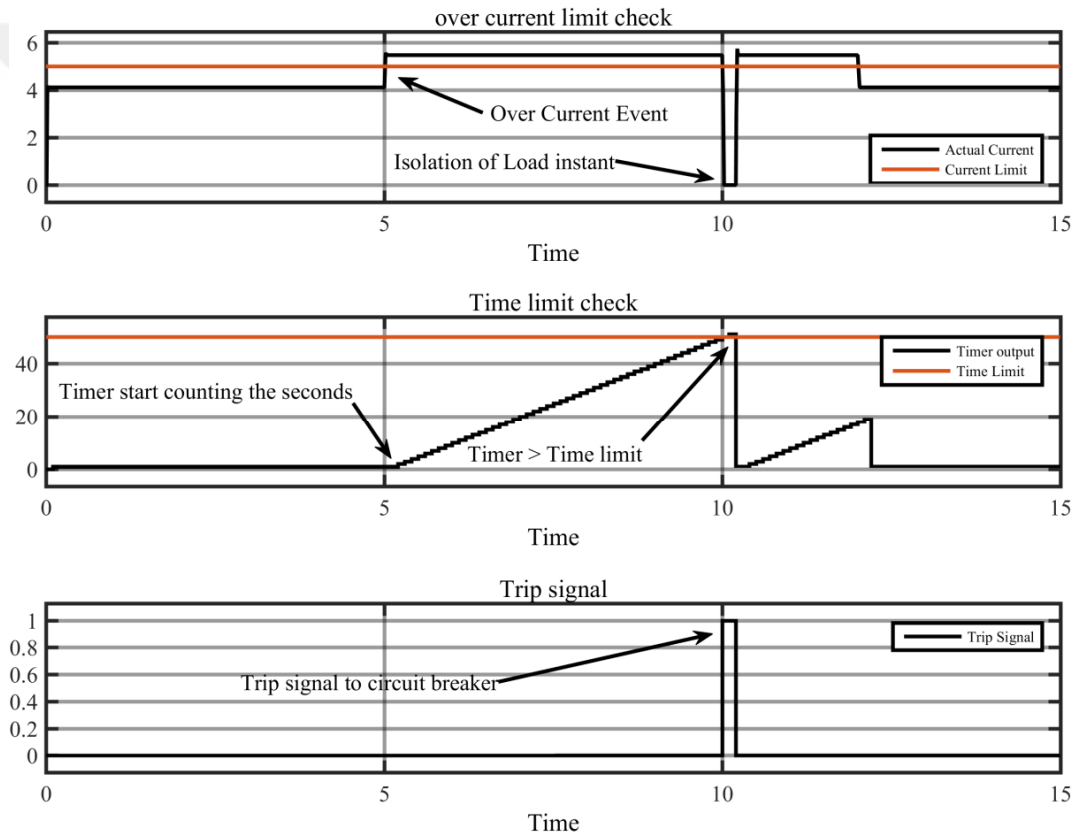 over current limit check
6
4
2
0
Over Current Event
Isolation of Load instant
Actual Current
Current Limit
0
5
10
15
Time
Time limit check
40
20
0
Timer start counting the seconds
Timer > Time limit
Timer output
Time Limit
0
5
10
15
Time
Trip signal
1
0.8
0.6
0.4
0.2
0
Trip signal to circuit breaker
Trip Signal
0
5
10
15
Time